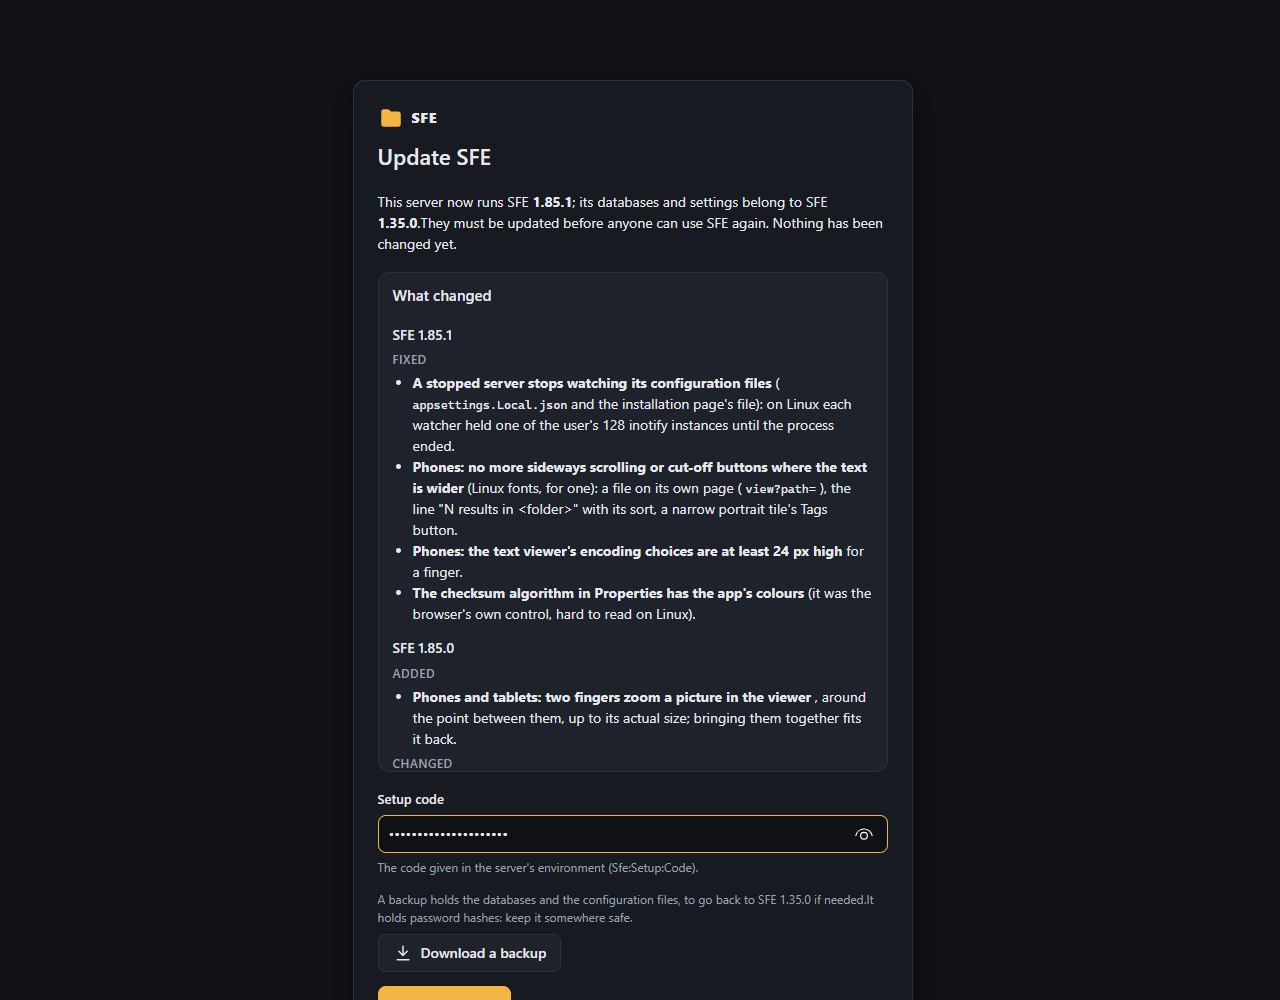 SFE
Update SFE
This server now runs SFE 1.85.1; its databases and settings belong to SFE
1.35.0.They must be updated before anyone can use SFE again. Nothing has been
changed yet.
What changed
SFE 1.85.1
FIXED
• A stopped server stops watching its configuration files (
appsettings.Local.json and the installation page's file): on Linux each
watcher held one of the user's 128 inotify instances until the process
ended.
• Phones: no more sideways scrolling or cut-off buttons where the text
is wider (Linux fonts, for one): a file on its own page ( view?path= ), the
line "N results in <folder>" with its sort, a narrow portrait tile's Tags
button.
• Phones: the text viewer's encoding choices are at least 24 px high for
a finger.
• The checksum algorithm in Properties has the app's colours (it was the
browser's own control, hard to read on Linux).
SFE 1.85.0
ADDED
• Phones and tablets: two fingers zoom a picture in the viewer , around
the point between them, up to its actual size; bringing them together fits
it back.
CHANGED
Setup code
•••••••••••••••••••••
The code given in the server's environment (Sfe:Setup:Code).
A backup holds the databases and the configuration files, to go back to SFE 1.35.0 if needed.It
holds password hashes: keep it somewhere safe.
Download a backup